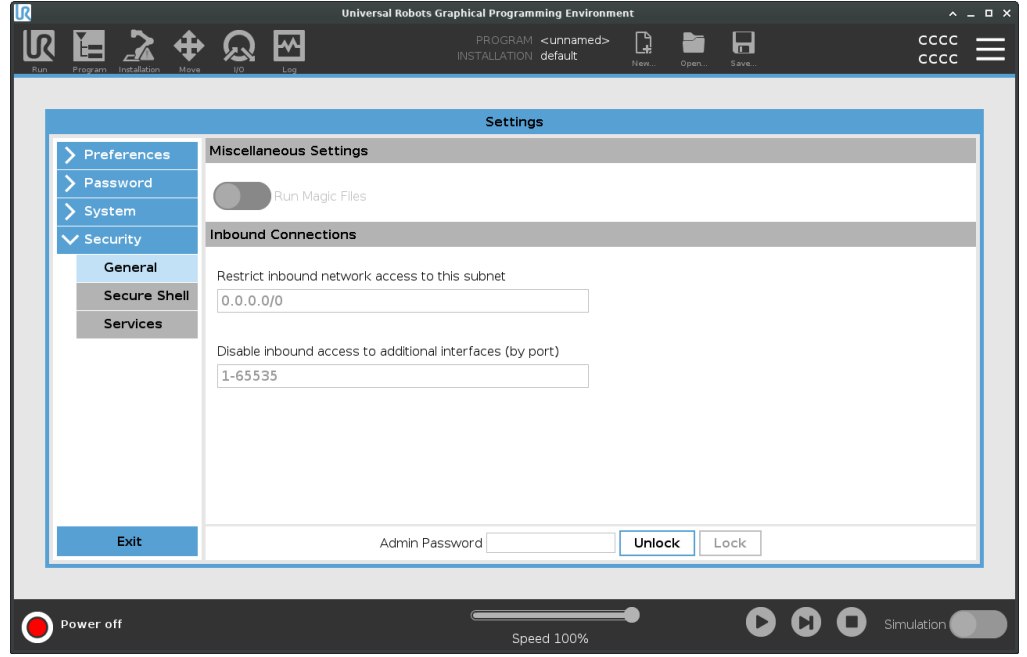 UR Universal Robots Graphical Programming Environment
UR
Run
Program
Installation
Move
I/O
Log
PROGRAM <unnamed>
INSTALLATION default
New...
Open...
Save...
CCCC
CCCC
Settings
Preferences
Password
System
Security
General
Secure Shell
Services
Exit
Miscellaneous Settings
Run Magic Files
Inbound Connections
Restrict inbound network access to this subnet
0.0.0.0/0
Disable inbound access to additional interfaces (by port)
1-65535
Admin Password
Unlock
Lock
Power off
Speed 100%
Simulation